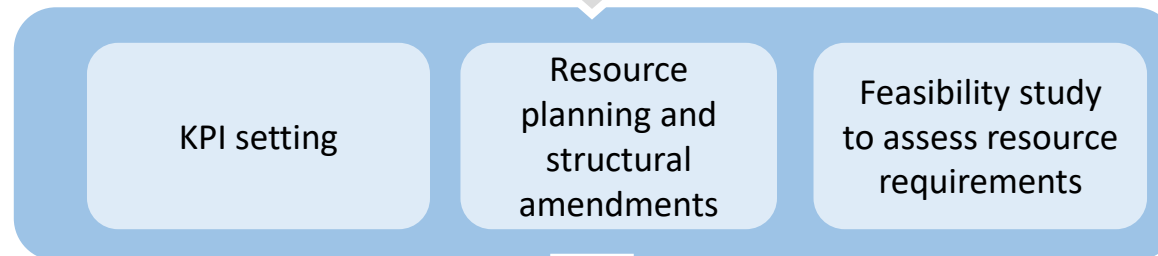 KPI setting
Resource
planning and
structural
amendments
Feasibility study
to assess resource
requirements